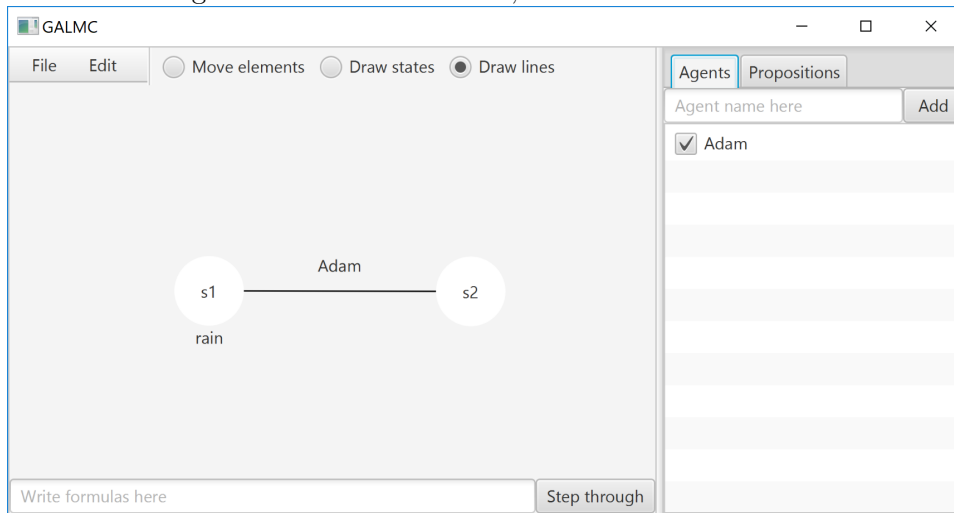 GALMC
File Edit Move elements Draw states Draw lines
Agents Propositions
Agent name here Add
Adam
Adam
s1 s2
rain
Write formulas here Step through